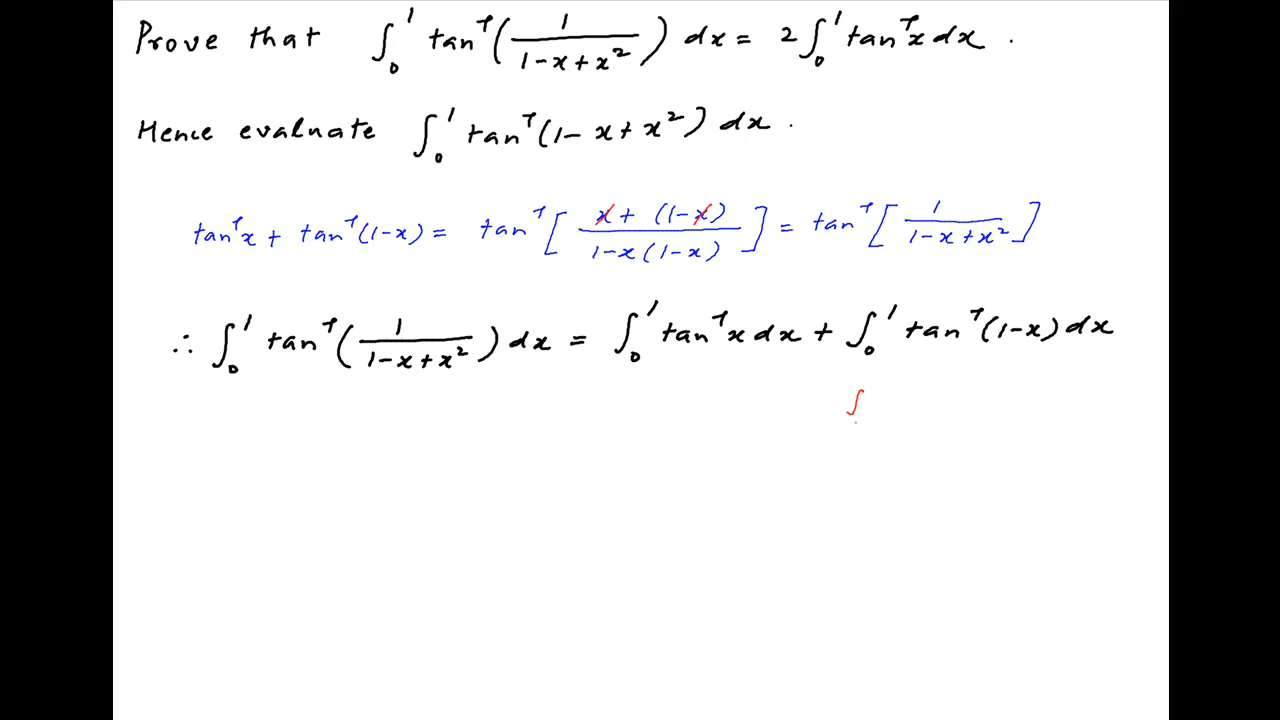 Prove that ∫₀¹ tan⁻¹(1/(1-x+x²)) dx = 2∫₀¹ tan⁻¹x dx .
Hence evaluate ∫₀¹ tan⁻¹(1-x+x²) dx .
tan⁻¹x + tan⁻¹(1-x) = tan⁻¹[(x+(1-x))/(1-x(1-x))] = tan⁻¹[1/(1-x+x²)]
∴ ∫₀¹ tan⁻¹(1/(1-x+x²)) dx = ∫₀¹ tan⁻¹x dx + ∫₀¹ tan⁻¹(1-x) dx
∫